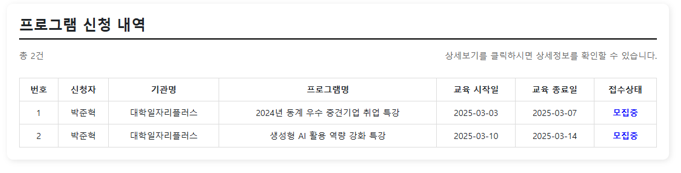 프로그램 신청 내역
총 2건 상세보기를 클릭하시면 상세정보를 확인할 수 있습니다.
번호 신청자 기관명 프로그램명 교육 시작일 교육 종료일 접수상태
1 박준혁 대학일자리플러스 2024년 동계 우수 중견기업 취업 특강 2025-03-03 2025-03-07 모집중
2 박준혁 대학일자리플러스 생성형 AI 활용 역량 강화 특강 2025-03-10 2025-03-14 모집중